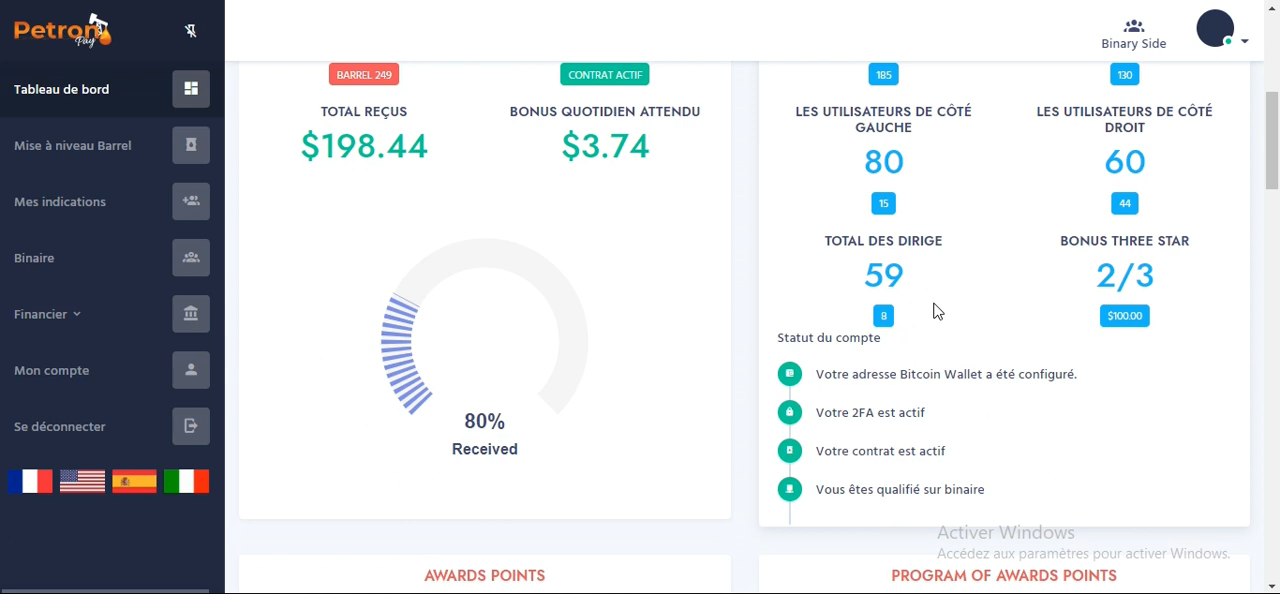 Petron
Pay
Binary Side
Tableau de bord
Mise à niveau Barrel
Mes indications
Binaire
Financier
Mon compte
Se déconnecter
BARREL 249
CONTRAT ACTIF
TOTAL REÇUS
BONUS QUOTIDIEN ATTENDU
$198.44
$3.74
80%
Received
185
130
LES UTILISATEURS DE CÔTÉ
GAUCHE
LES UTILISATEURS DE CÔTÉ
DROIT
80
60
15
44
TOTAL DES DIRIGE
BONUS THREE STAR
59
2/3
8
$100.00
Statut du compte
Votre adresse Bitcoin Wallet a été configuré.
Votre 2FA est actif
Votre contrat est actif
Vous êtes qualifié sur binaire
Activer Windows
Accédez aux paramètres pour activer Windows.
AWARDS POINTS
PROGRAM OF AWARDS POINTS